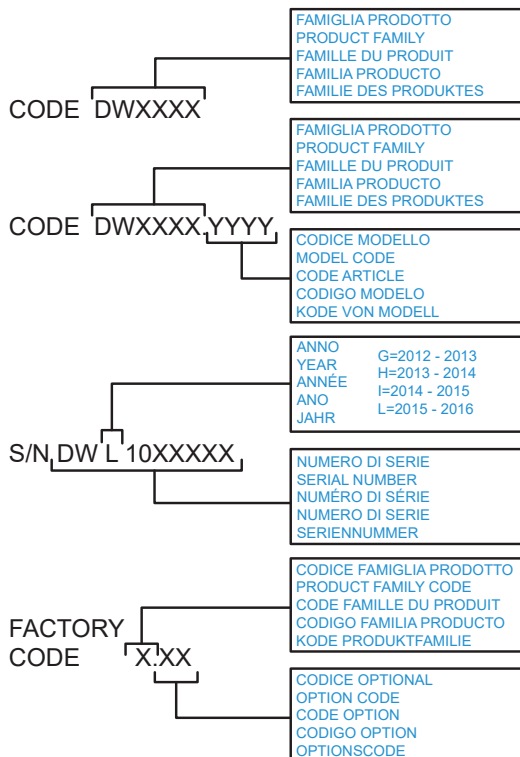 FAMIGLIA PRODOTTO
PRODUCT FAMILY
FAMILLE DU PRODUIT
FAMILIA PRODUCTO
FAMILIE DES PRODUKTES
CODE DWXXXX
FAMIGLIA PRODOTTO
PRODUCT FAMILY
FAMILLE DU PRODUIT
FAMILIA PRODUCTO
FAMILIE DES PRODUKTES
CODE DWXXXX.YYYY
CODICE MODELLO
MODEL CODE
CODE ARTICLE
CODIGO MODELO
KODE VON MODELL
ANNO
YEAR
ANNÉE
ANO
JAHR
G=2012 - 2013
H=2013 - 2014
I=2014 - 2015
L=2015 - 2016
S/N DW L 10XXXXX
NUMERO DI SERIE
SERIAL NUMBER
NUMÉRO DI SÉRIE
NUMERO DI SERIE
SERIENNUMMER
CODICE FAMIGLIA PRODOTTO
PRODUCT FAMILY CODE
CODE FAMILLE DU PRODUIT
CODIGO FAMILIA PRODUCTO
KODE PRODUKTFAMILIE
FACTORY
CODE X.XX
CODICE OPTIONAL
OPTION CODE
CODE OPTION
CODIGO OPTION
OPTIONSCODE